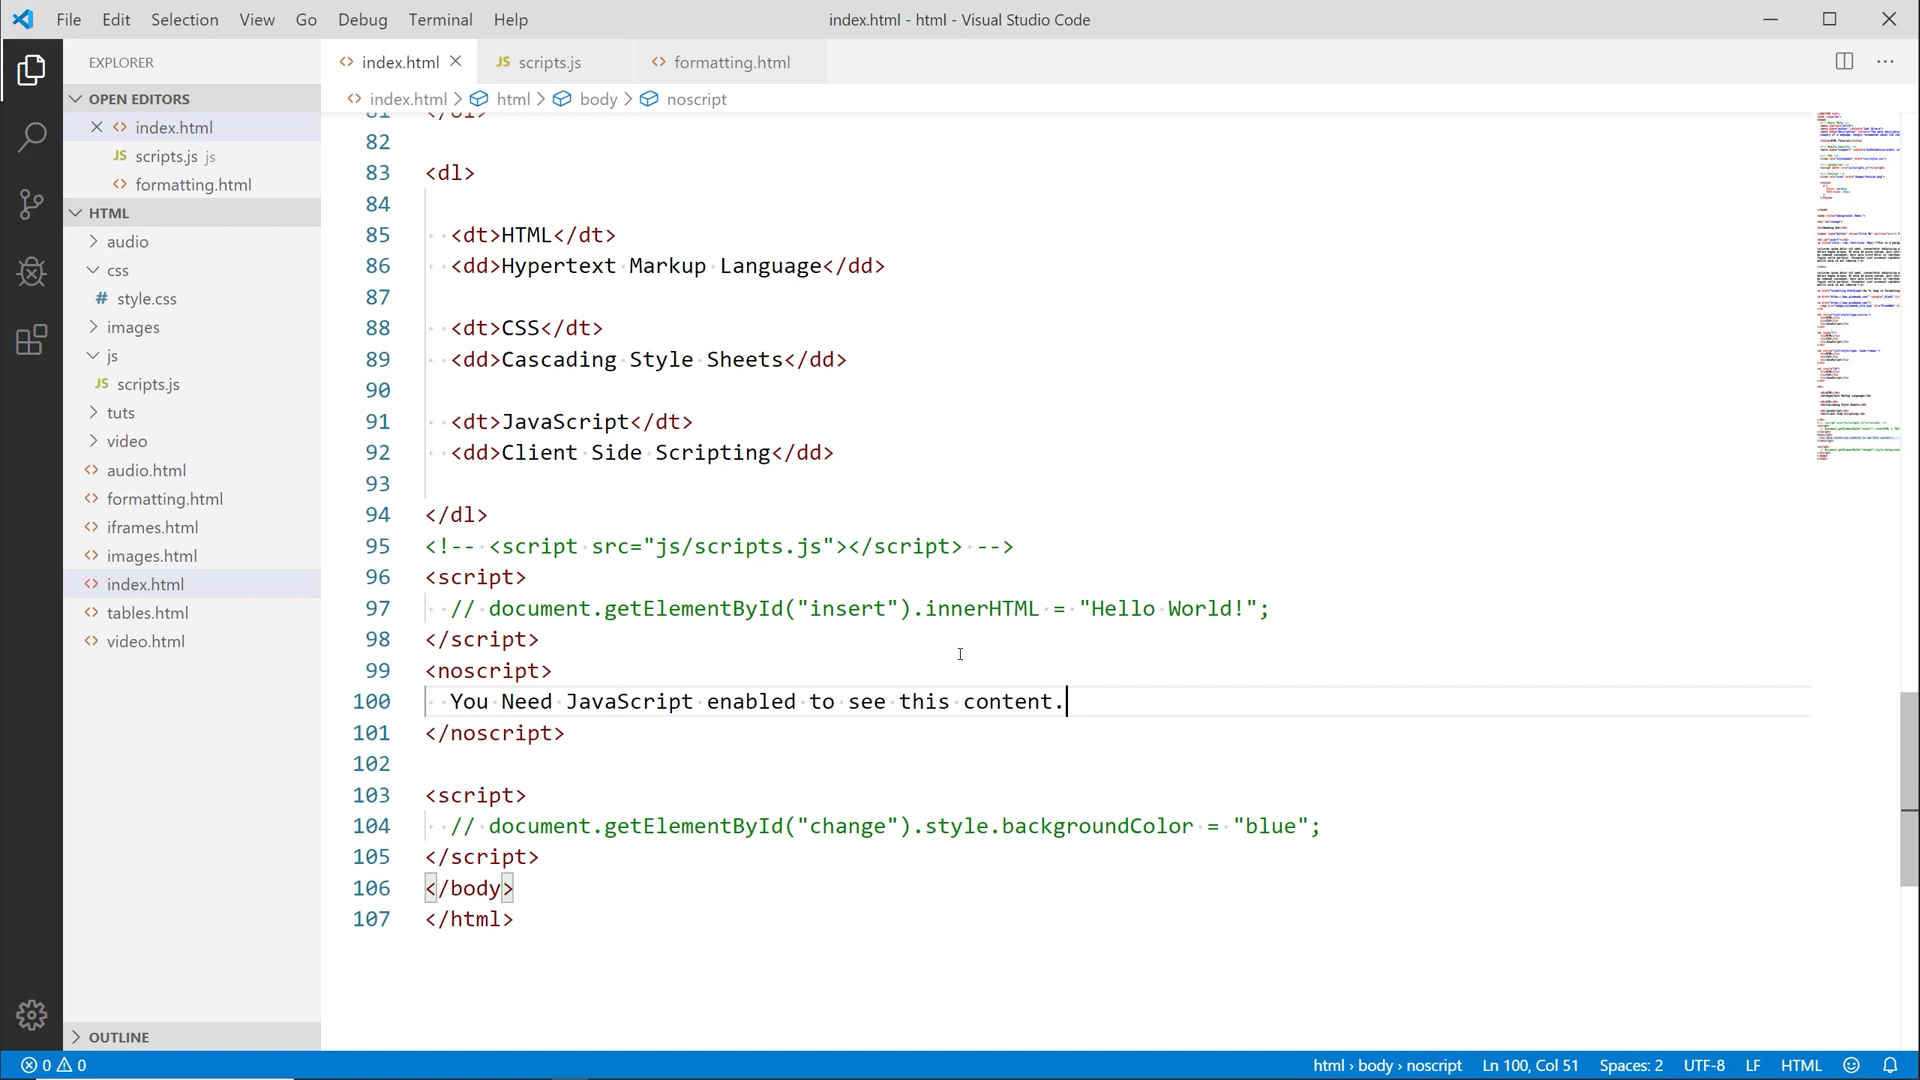 File Edit Selection View Go Debug Terminal Help index.html - html - Visual Studio Code
EXPLORER
OPEN EDITORS
index.html
JS scripts.js js
formatting.html
HTML
audio
css
# style.css
images
js
JS scripts.js
tuts
video
audio.html
formatting.html
iframes.html
images.html
index.html
tables.html
video.html
OUTLINE
index.html JS scripts.js formatting.html
index.html > html > body > noscript
82
83 <dl>
84
85 <dt>HTML</dt>
86 <dd>Hypertext Markup Language</dd>
87
88 <dt>CSS</dt>
89 <dd>Cascading Style Sheets</dd>
90
91 <dt>JavaScript</dt>
92 <dd>Client Side Scripting</dd>
93
94 </dl>
95 <!-- <script src="js/scripts.js"></script> -->
96 <script>
97 // document.getElementById("insert").innerHTML = "Hello World!";
98 </script>
99 <noscript>
100 You Need JavaScript enabled to see this content.
101 </noscript>
102
103 <script>
104 // document.getElementById("change").style.backgroundColor = "blue";
105 </script>
106 </body>
107 </html>
0 0 html › body › noscript Ln 100, Col 51 Spaces: 2 UTF-8 LF HTML